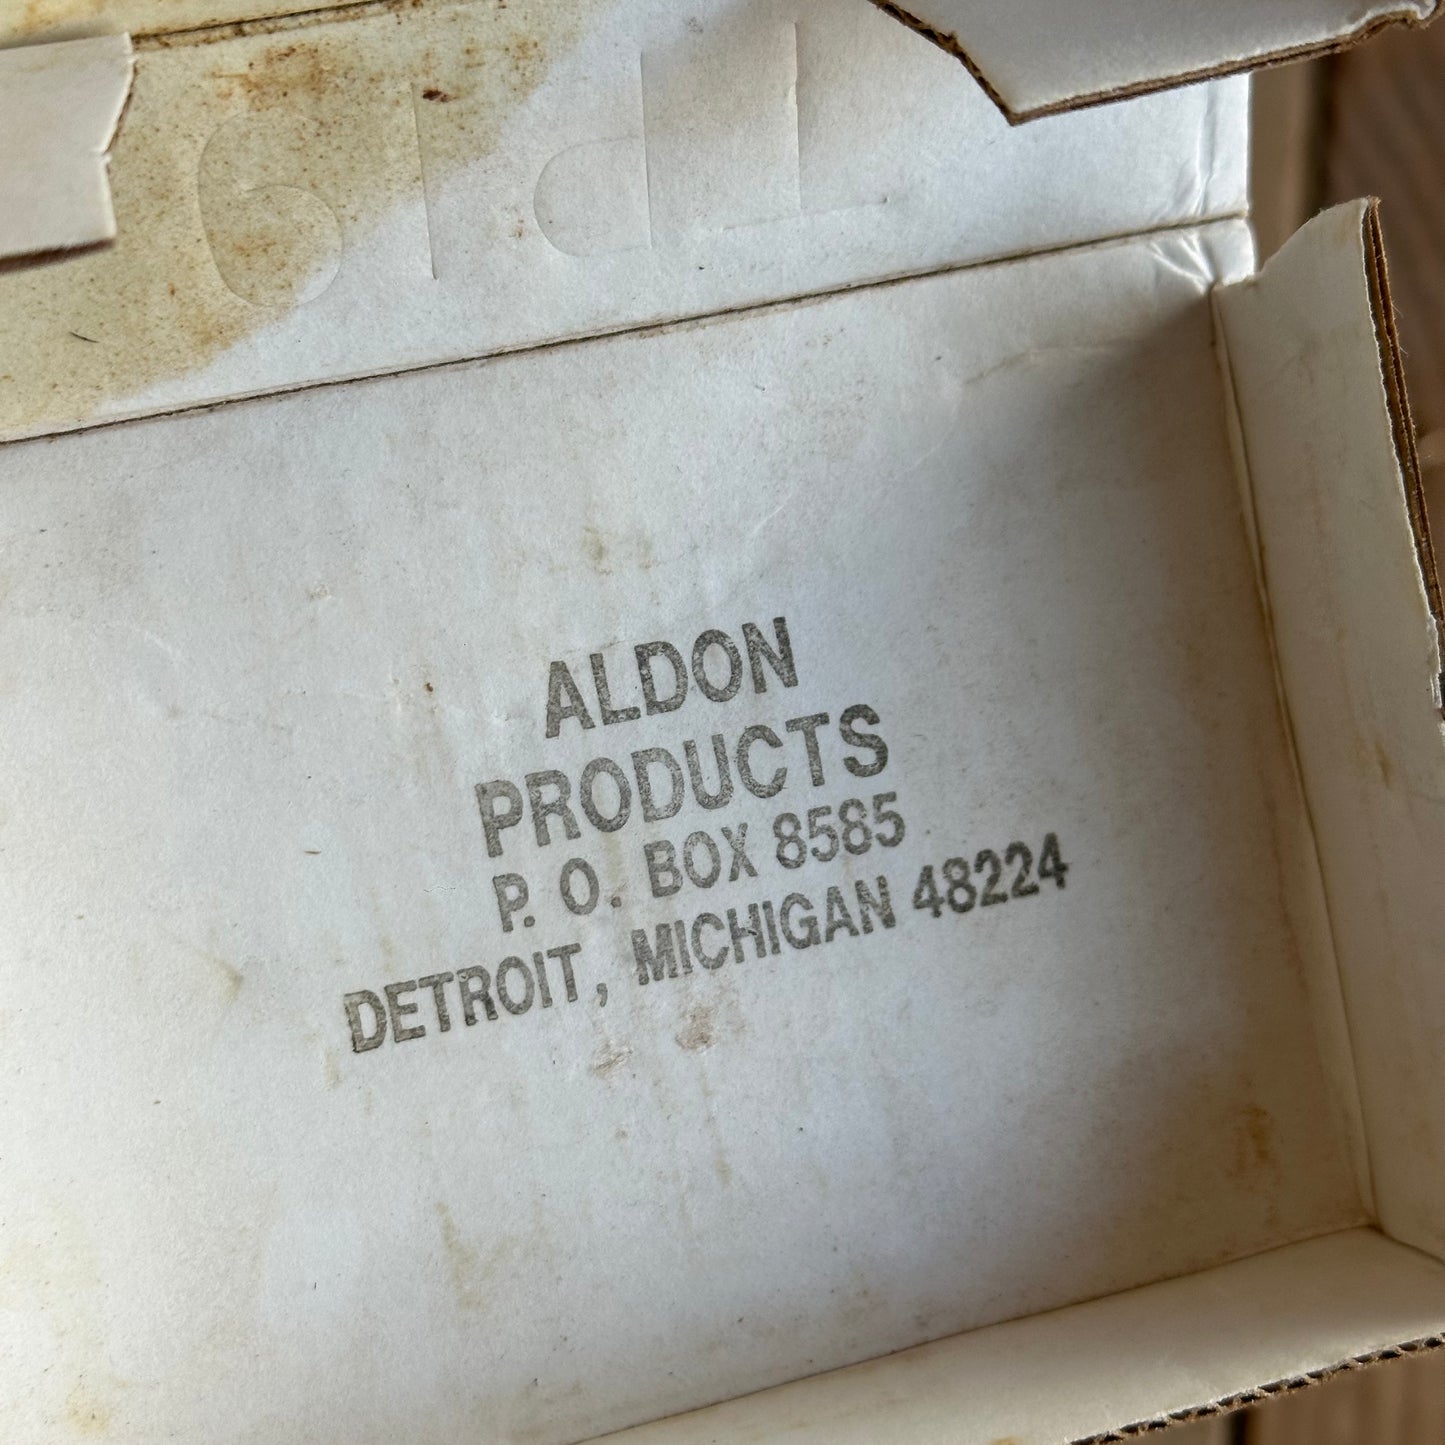 ALDON
PRODUCTS
P. O. BOX 8585
DETROIT, MICHIGAN 48224